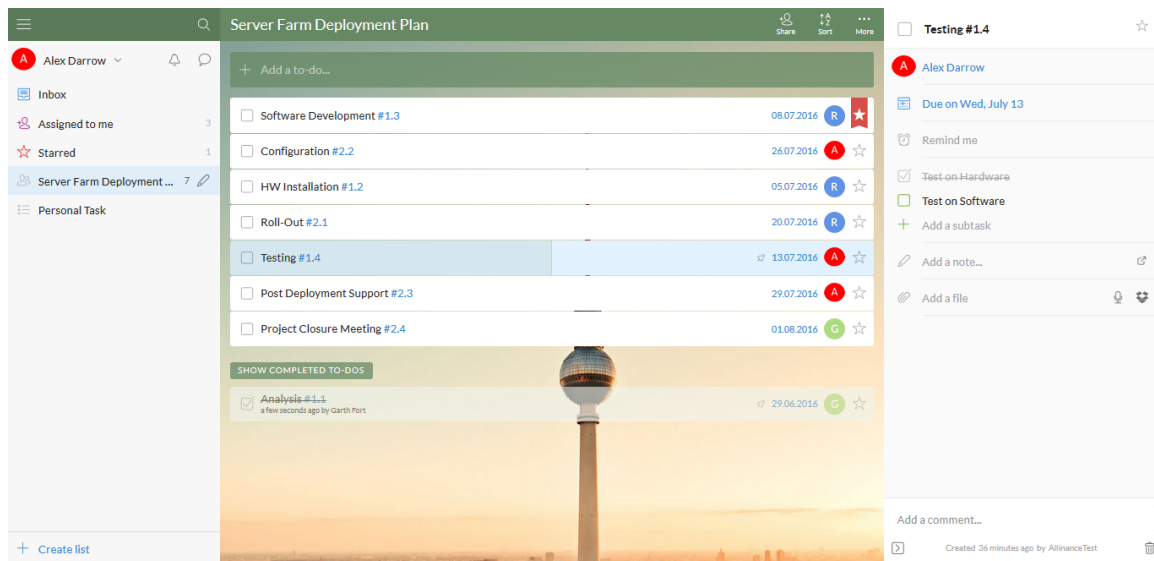 Server Farm Deployment Plan
Share
Sort
More
A
Alex Darrow
Inbox
Assigned to me 3
Starred 1
Server Farm Deployment ... 7
Personal Task
Create list
Add a to-do...
Software Development #1.3 08.07.2016 R
Configuration #2.2 26.07.2016 A
HW Installation #1.2 05.07.2016 R
Roll-Out #2.1 20.07.2016 R
Testing #1.4 13.07.2016 A
Post Deployment Support #2.3 29.07.2016 A
Project Closure Meeting #2.4 01.08.2016 G
SHOW COMPLETED TO-DOS
Analysis #1.1 29.06.2016 G
a few seconds ago by Garth Fort
Testing #1.4
A Alex Darrow
Due on Wed, July 13
Remind me
Test on Hardware
Test on Software
Add a subtask
Add a note...
Add a file
Add a comment...
Created 36 minutes ago by AllinanceTest